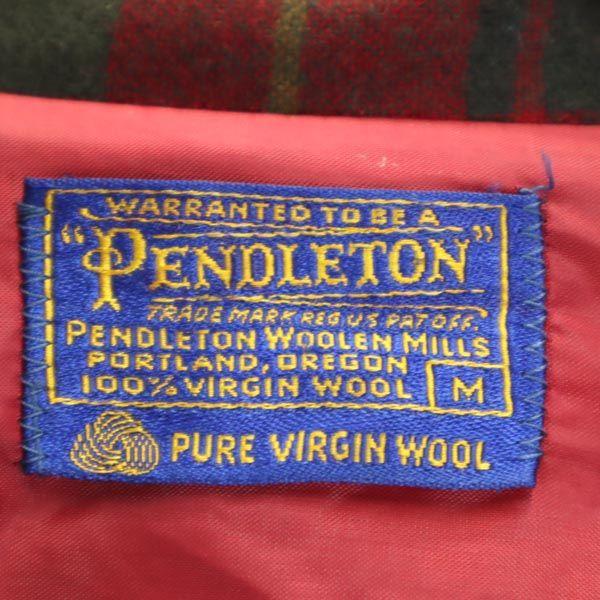 WARRANTED TO BE A
"PENDLETON"
TRADE MARK REG U.S. PAT OFF.
PENDLETON WOOLEN MILLS
PORTLAND, OREGON
100% VIRGIN WOOL M
PURE VIRGIN WOOL